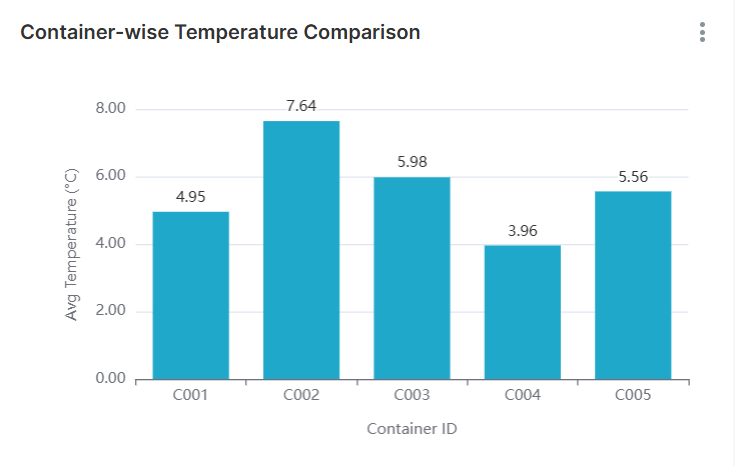 Container-wise Temperature Comparison
Avg Temperature (°C)
8.00
6.00
4.00
2.00
0.00
4.95
7.64
5.98
3.96
5.56
C001 C002 C003 C004 C005
Container ID